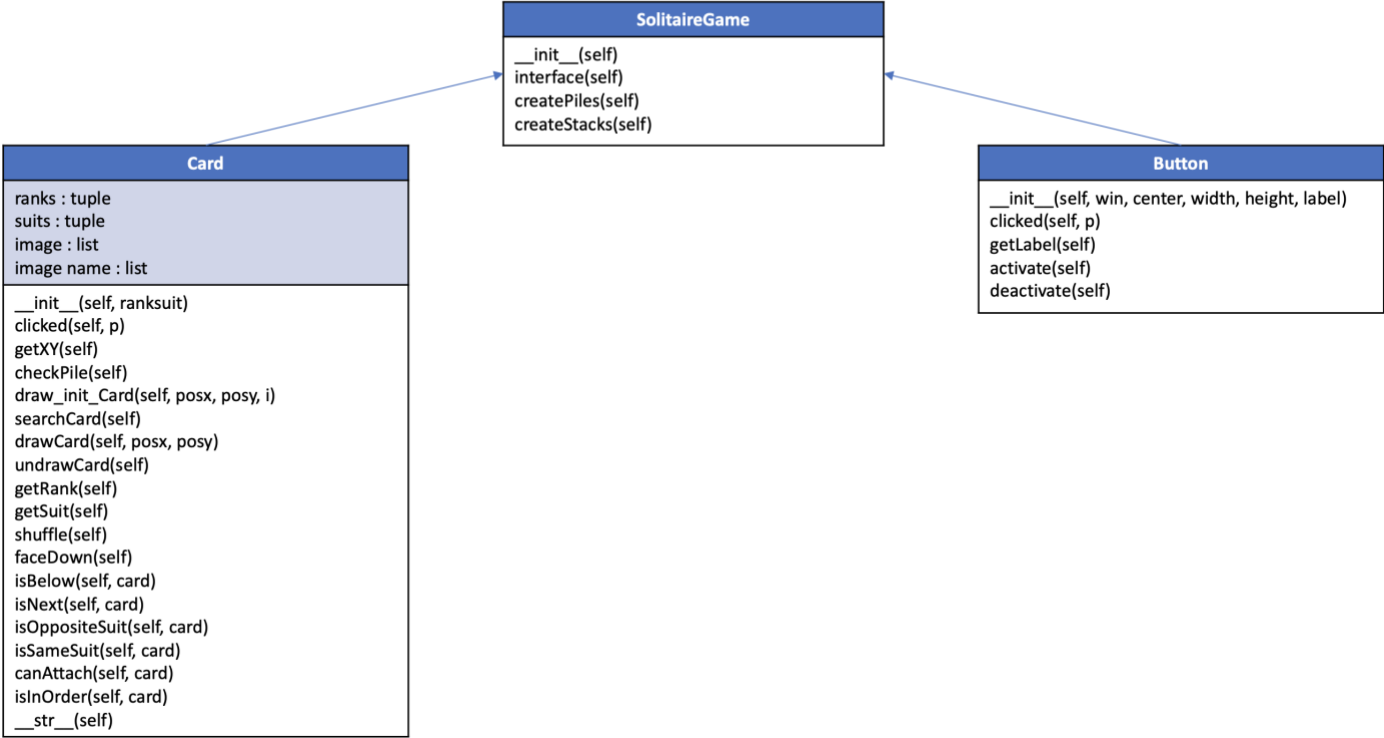 SolitaireGame
__init__(self)
interface(self)
createPiles(self)
createStacks(self)
Card
ranks : tuple
suits : tuple
image : list
image name : list
__init__(self, ranksuit)
clicked(self, p)
getXY(self)
checkPile(self)
draw_init_Card(self, posx, posy, i)
searchCard(self)
drawCard(self, posx, posy)
undrawCard(self)
getRank(self)
getSuit(self)
shuffle(self)
faceDown(self)
isBelow(self, card)
isNext(self, card)
isOppositeSuit(self, card)
isSameSuit(self, card)
canAttach(self, card)
isInOrder(self, card)
__str__(self)
Button
__init__(self, win, center, width, height, label)
clicked(self, p)
getLabel(self)
activate(self)
deactivate(self)